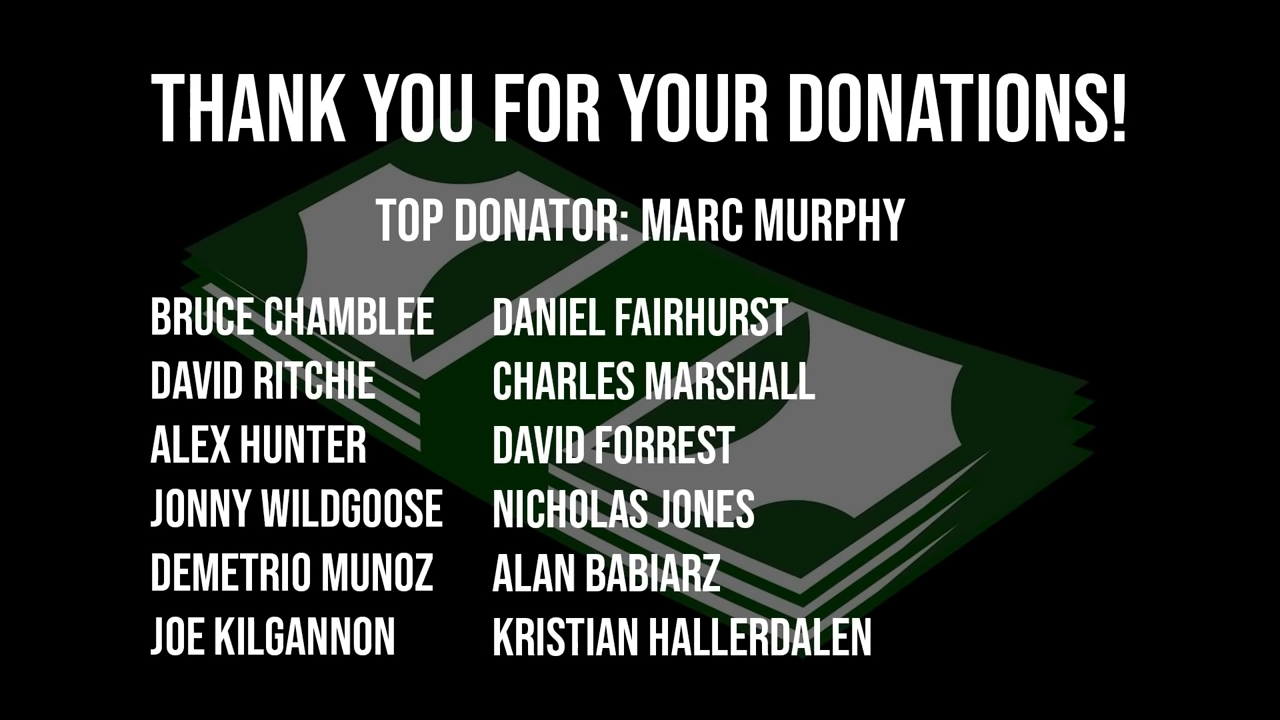 THANK YOU FOR YOUR DONATIONS!
TOP DONATOR: MARC MURPHY
BRUCE CHAMBLEE
DAVID RITCHIE
ALEX HUNTER
JONNY WILDGOOSE
DEMETRIO MUNOZ
JOE KILGANNON
DANIEL FAIRHURST
CHARLES MARSHALL
DAVID FORREST
NICHOLAS JONES
ALAN BABIARZ
KRISTIAN HALLERDALEN